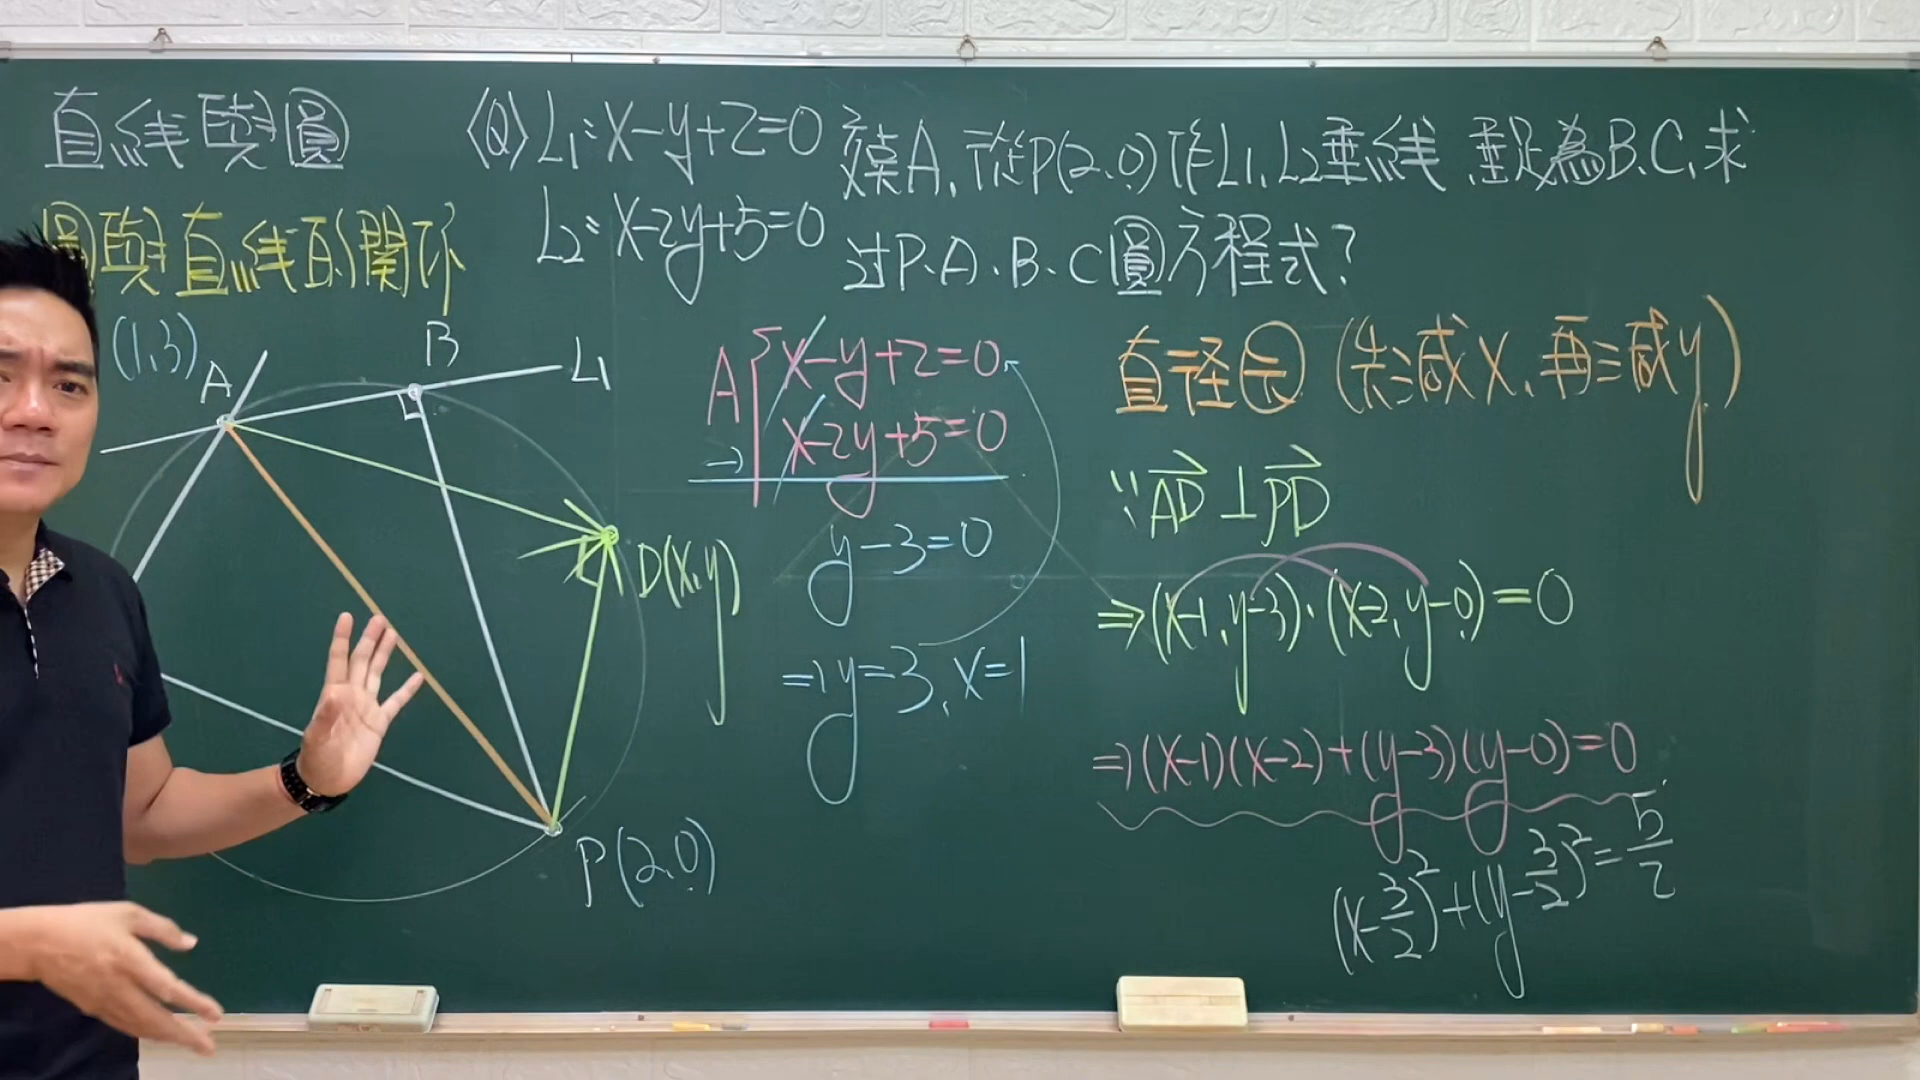 直線與圓
圓與直線的關係
〈Q〉L₁:x-y+2=0
L₂:x-2y+5=0
交於A,從P(2,0)作L₁、L₂垂線,垂足為B、C,求
过P、A、B、C圓方程式?
(1,3)
A
B
L₁
D(x,y)
P(2,0)
A
x-y+2=0
-) x-2y+5=0
y-3=0
⇒y=3,x=1
直徑式(先減x,再減y)
∵AD⊥PD
⇒(x-1,y-3)·(x-2,y-0)=0
⇒(x-1)(x-2)+(y-3)(y-0)=0
(x-3/2)²+(y-3/2)²=5/2